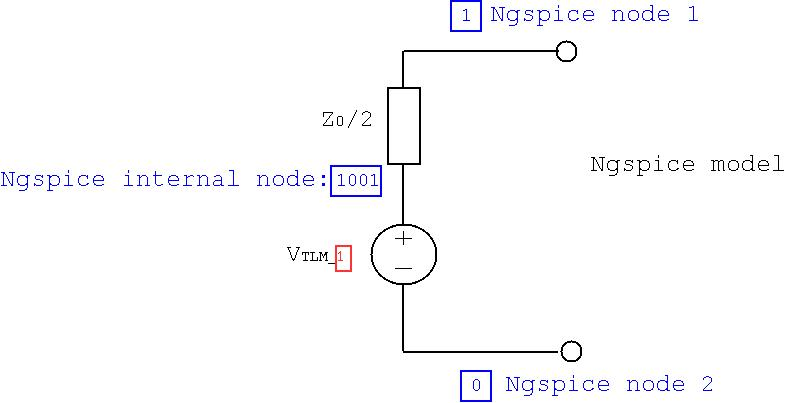 1 Ngspice node 1
Z0/2
Ngspice model
Ngspice internal node: 1001
+
VTLM_1
—
0 Ngspice node 2